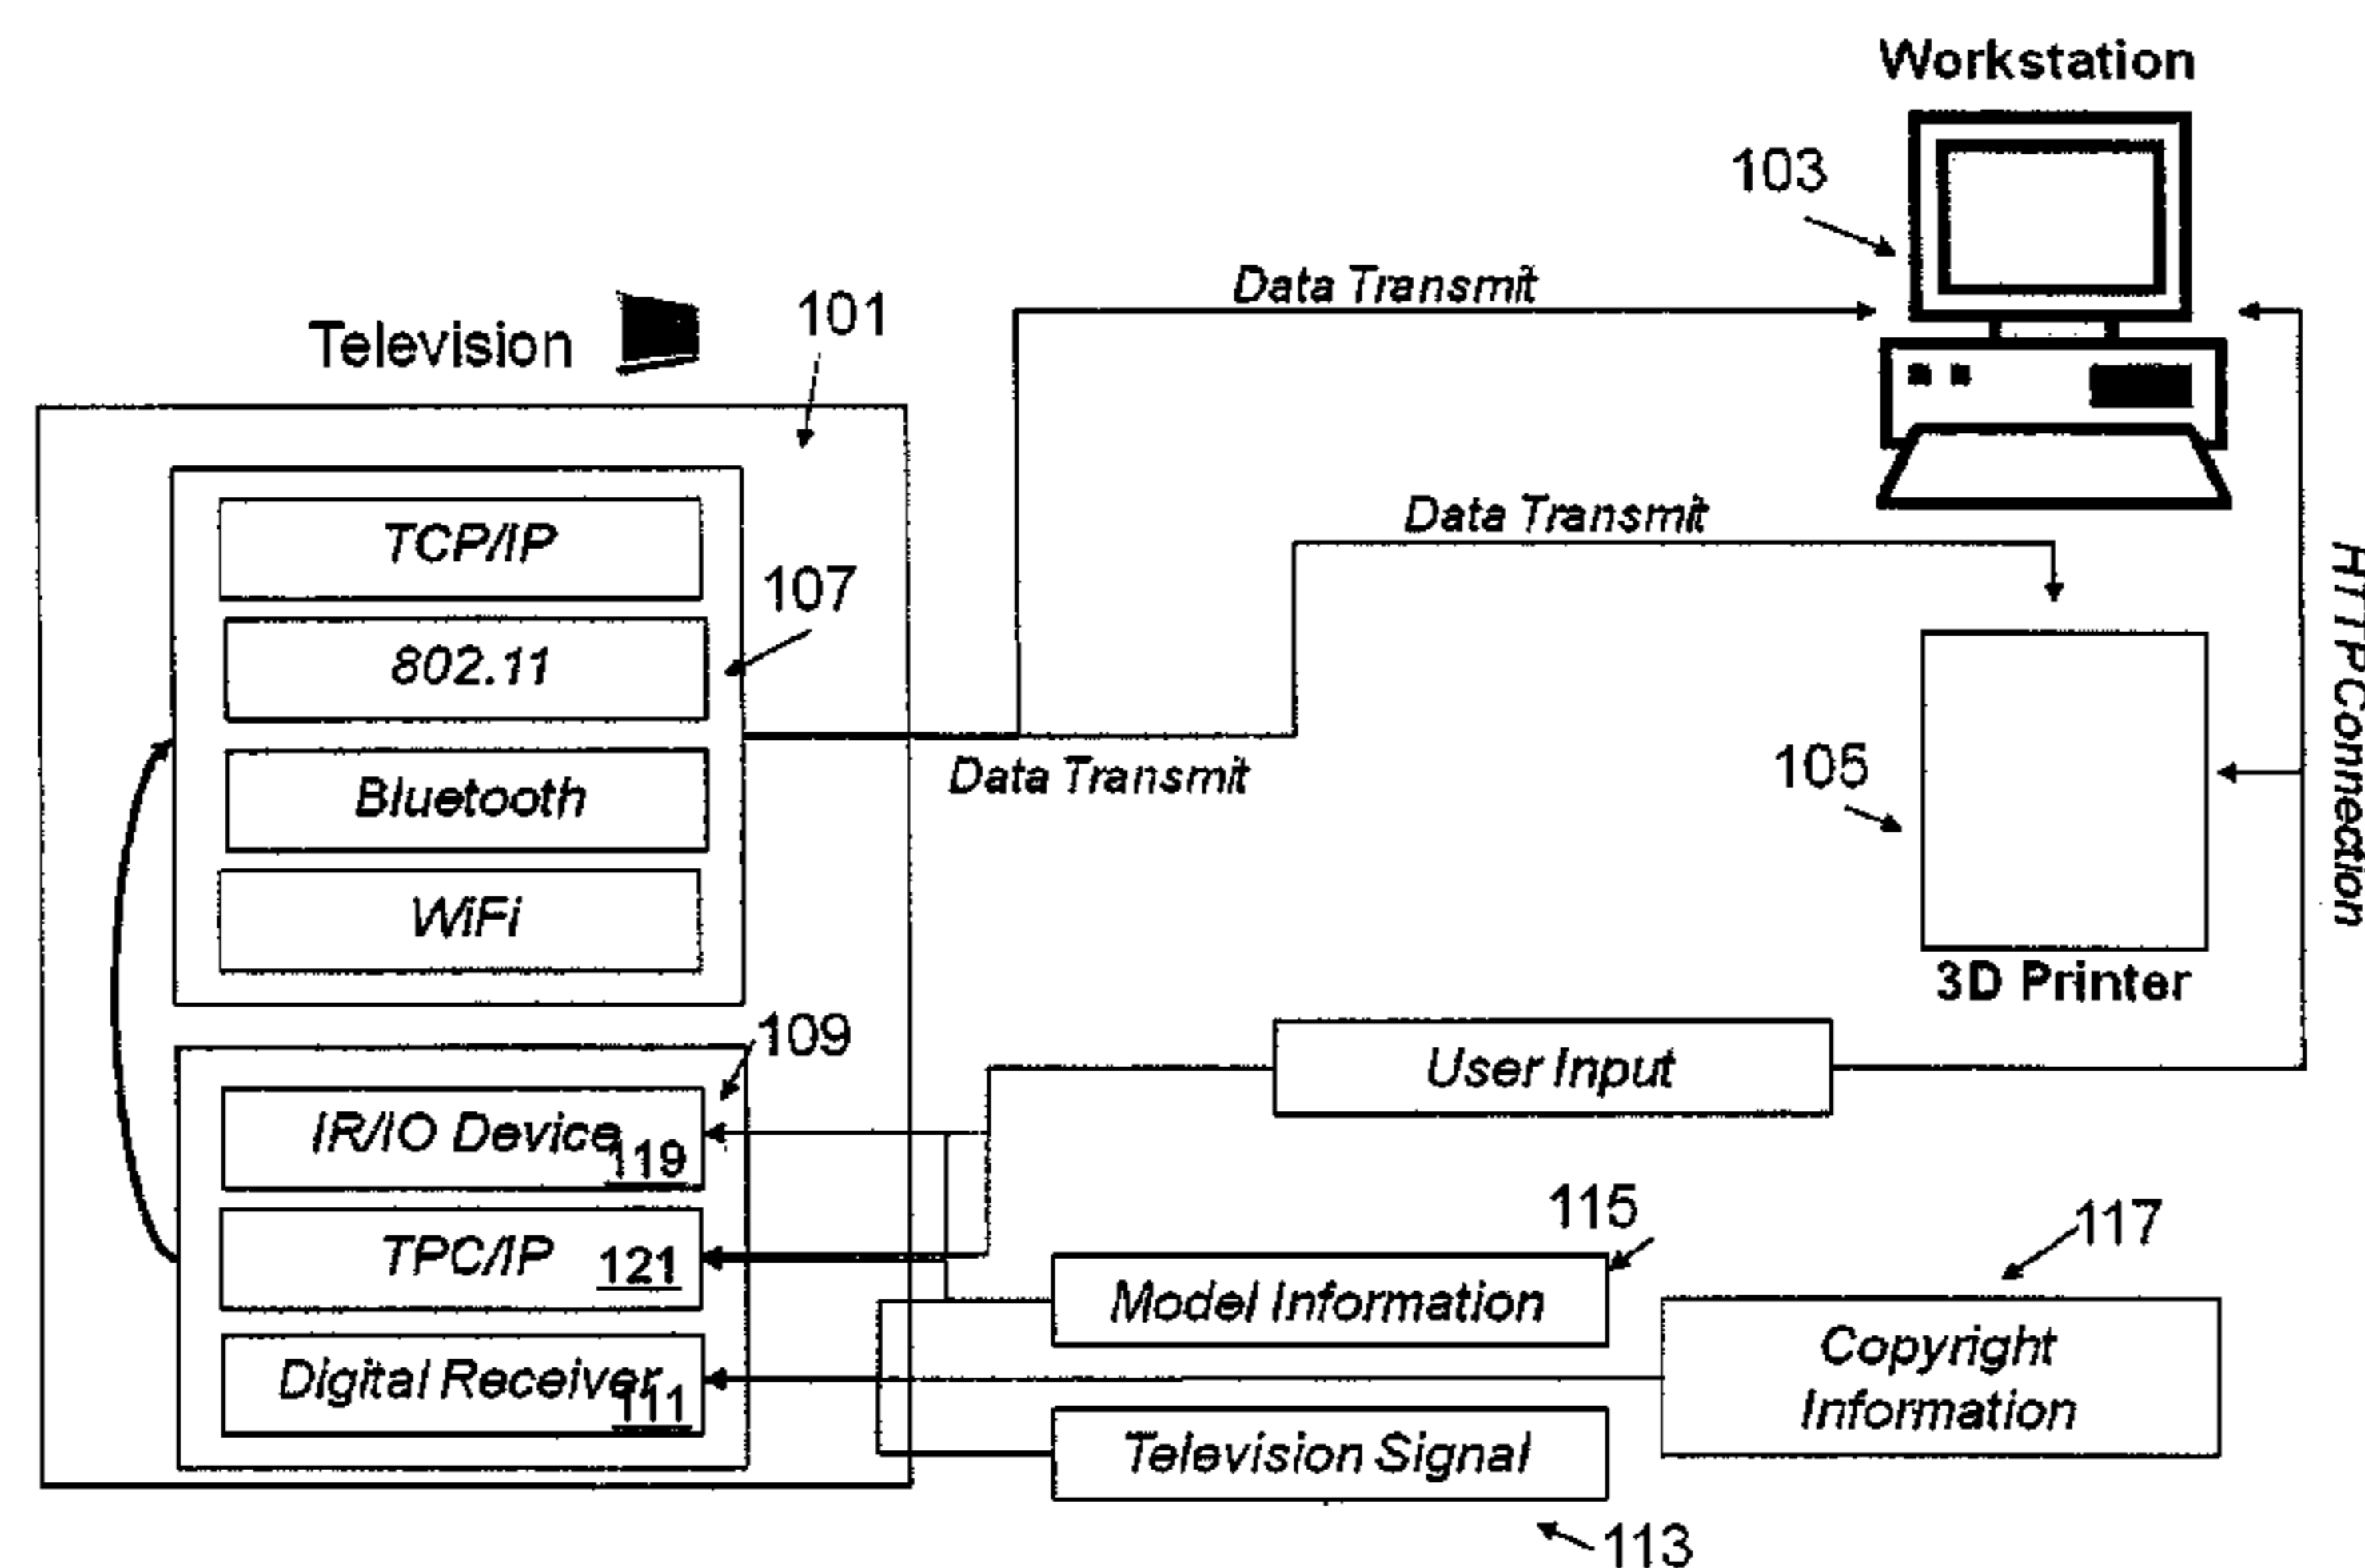 Workstation
103
Data Transmit
Television
101
TCP/IP
Data Transmit
107
802.11
HTTPConnection
Data Transmit
105
Bluetooth
WiFi
3D Printer
109
User Input
IR/IO Device 119
115
117
TPC/IP 121
Model Information
Copyright
Information
Digital Receiver 111
Television Signal
113